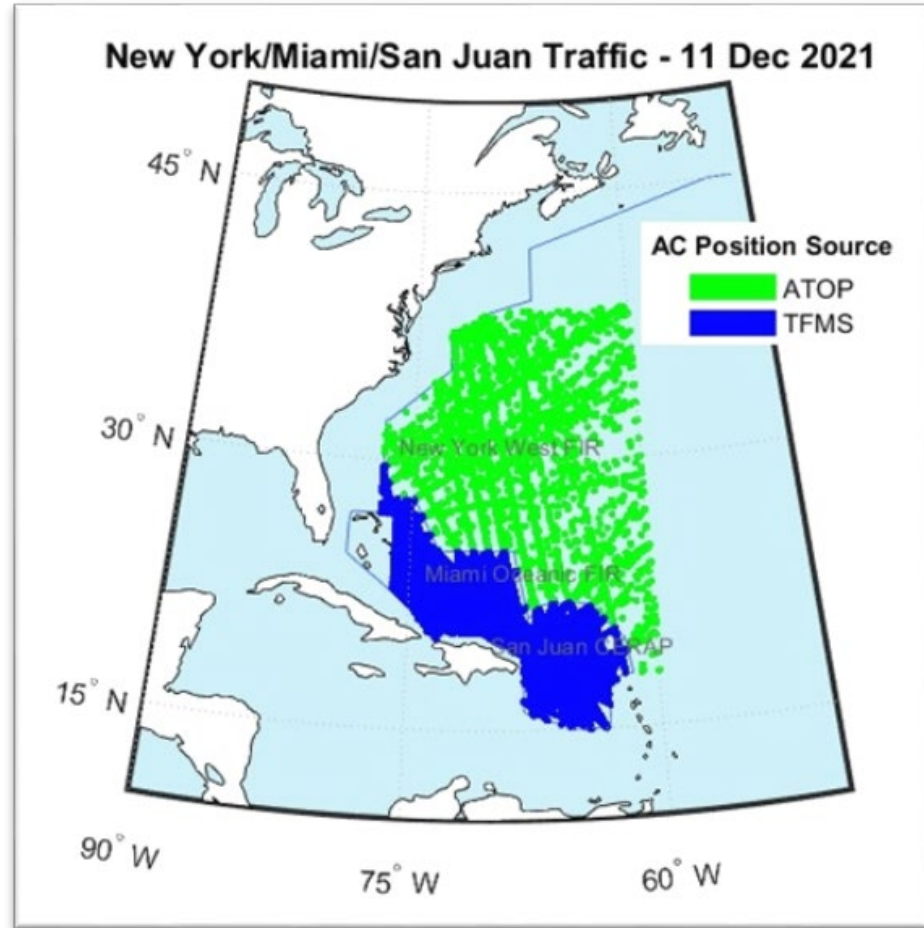 New York/Miami/San Juan Traffic - 11 Dec 2021
45° N
AC Position Source
ATOP
TFMS
30° N
New York West FIR
Miami Oceanic FIR
San Juan CERAP
15° N
90° W
75° W
60° W